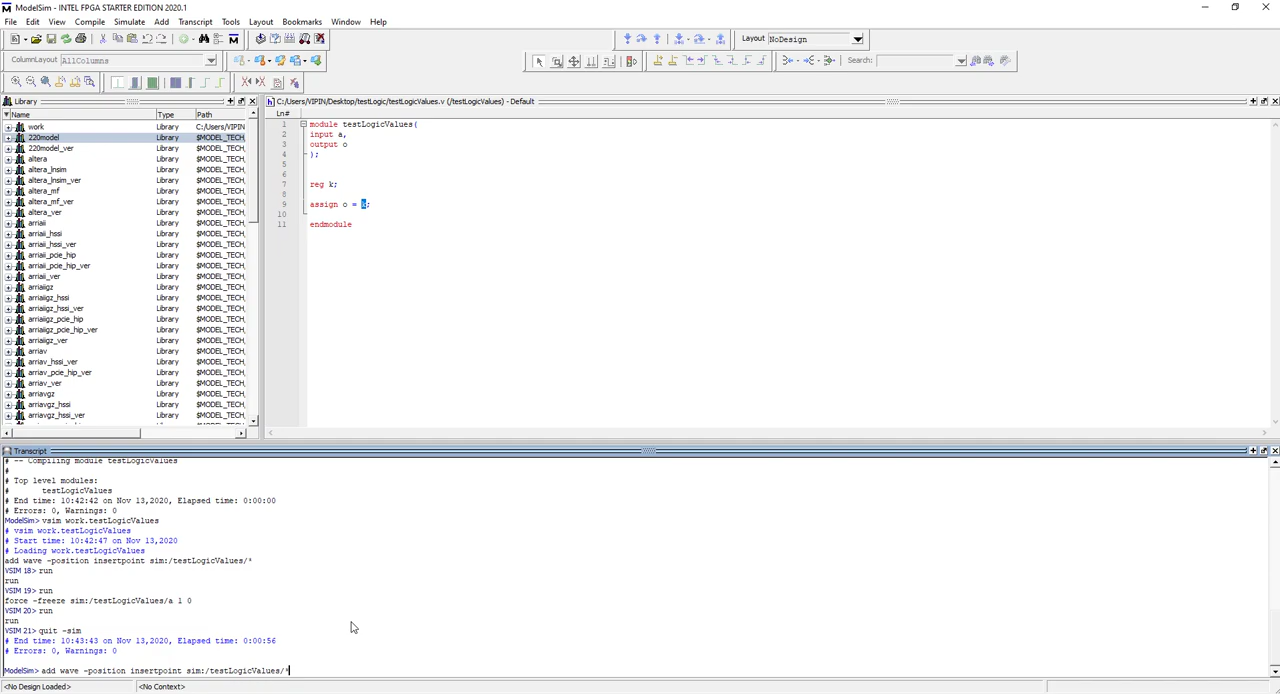 ModelSim - INTEL FPGA STARTER EDITION 2020.1
File Edit View Compile Simulate Add Transcript Tools Layout Bookmarks Window Help
Layout NoDesign
ColumnLayout AllColumns
Search:
Library
Name Type Path
work Library C:/Users/VIPIN
220model Library $MODEL_TECH,
220model_ver Library $MODEL_TECH,
altera Library $MODEL_TECH,
altera_lnsim Library $MODEL_TECH,
altera_lnsim_ver Library $MODEL_TECH,
altera_mf Library $MODEL_TECH,
altera_mf_ver Library $MODEL_TECH,
altera_ver Library $MODEL_TECH,
arriaii Library $MODEL_TECH,
arriaii_hssi Library $MODEL_TECH,
arriaii_hssi_ver Library $MODEL_TECH,
arriaii_pcie_hip Library $MODEL_TECH,
arriaii_pcie_hip_ver Library $MODEL_TECH,
arriaii_ver Library $MODEL_TECH,
arriaiigz Library $MODEL_TECH,
arriaiigz_hssi Library $MODEL_TECH,
arriaiigz_hssi_ver Library $MODEL_TECH,
arriaiigz_pcie_hip Library $MODEL_TECH,
arriaiigz_pcie_hip_ver Library $MODEL_TECH,
arriaiigz_ver Library $MODEL_TECH,
arriav Library $MODEL_TECH,
arriav_hssi_ver Library $MODEL_TECH,
arriav_pcie_hip_ver Library $MODEL_TECH,
arriav_ver Library $MODEL_TECH,
arriavgz Library $MODEL_TECH,
arriavgz_hssi Library $MODEL_TECH,
arriavgz_hssi_ver Library $MODEL_TECH,
C:/Users/VIPIN/Desktop/testLogic/testLogicValues.v (/testLogicValues) - Default
Ln#
1 module testLogicValues(
2 input a,
3 output o
4 );
5
6
7 reg k;
8
9 assign o = k;
10
11 endmodule
Transcript
# -- Compiling module testLogicValues
#
# Top level modules:
# testLogicValues
# End time: 10:42:42 on Nov 13,2020, Elapsed time: 0:00:00
# Errors: 0, Warnings: 0
ModelSim> vsim work.testLogicValues
# vsim work.testLogicValues
# Start time: 10:42:47 on Nov 13,2020
# Loading work.testLogicValues
add wave -position insertpoint sim:/testLogicValues/*
VSIM 18> run
run
VSIM 19> run
force -freeze sim:/testLogicValues/a 1 0
VSIM 20> run
run
VSIM 21> quit -sim
# End time: 10:43:43 on Nov 13,2020, Elapsed time: 0:00:56
# Errors: 0, Warnings: 0
ModelSim> add wave -position insertpoint sim:/testLogicValues/*
<No Design Loaded> <No Context>